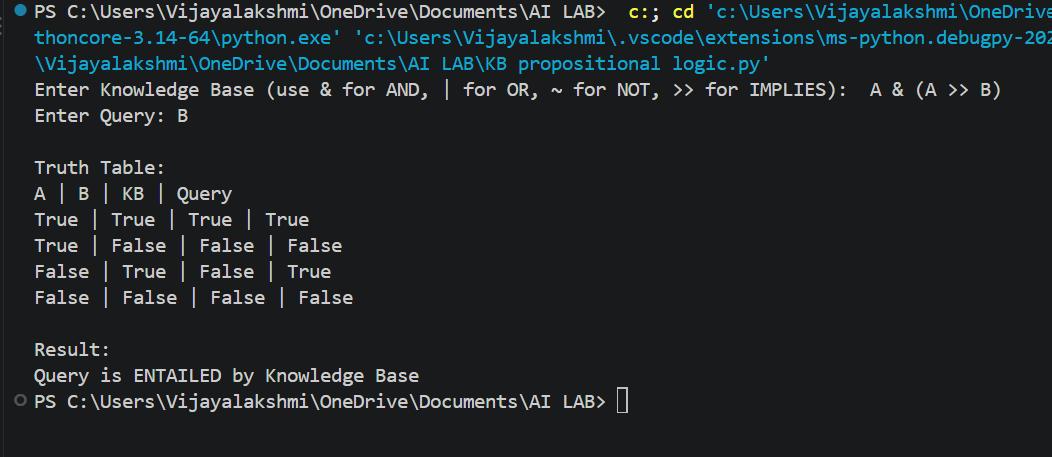 PS C:\Users\Vijayalakshmi\OneDrive\Documents\AI LAB>  c:; cd 'c:\Users\Vijayalakshmi\OneDrive
thoncore-3.14-64\python.exe' 'c:\Users\Vijayalakshmi\.vscode\extensions\ms-python.debugpy-202
\Vijayalakshmi\OneDrive\Documents\AI LAB\KB propositional logic.py'
Enter Knowledge Base (use & for AND, | for OR, ~ for NOT, >> for IMPLIES):  A & (A >> B)
Enter Query: B
Truth Table:
A | B | KB | Query
True | True | True | True
True | False | False | False
False | True | False | True
False | False | False | False
Result:
Query is ENTAILED by Knowledge Base
PS C:\Users\Vijayalakshmi\OneDrive\Documents\AI LAB>